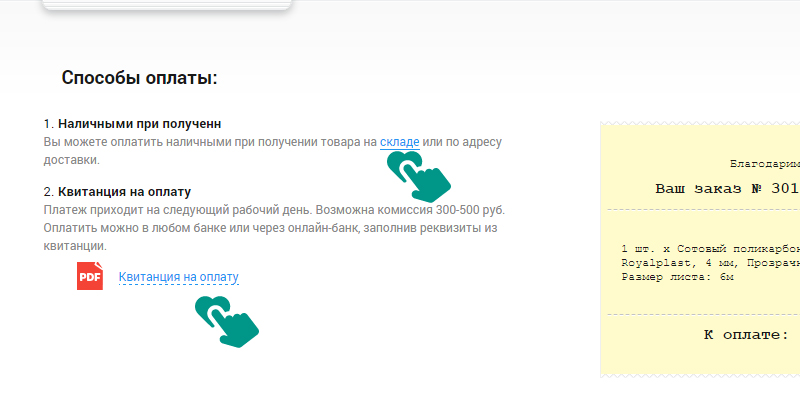 Способы оплаты:
1. Наличными при полученн
Вы можете оплатить наличными при получении товара на складе или по адресу
доставки.
2. Квитанция на оплату
Платеж приходит на следующий рабочий день. Возможна комиссия 300-500 руб.
Оплатить можно в любом банке или через онлайн-банк, заполнив реквизиты из
квитанции.
PDF Квитанция на оплату
Благодарим
Ваш заказ № 301
1 шт. х Сотовый поликарбон
Royalplast, 4 мм, Прозрачн
Размер листа: 6м
К оплате: